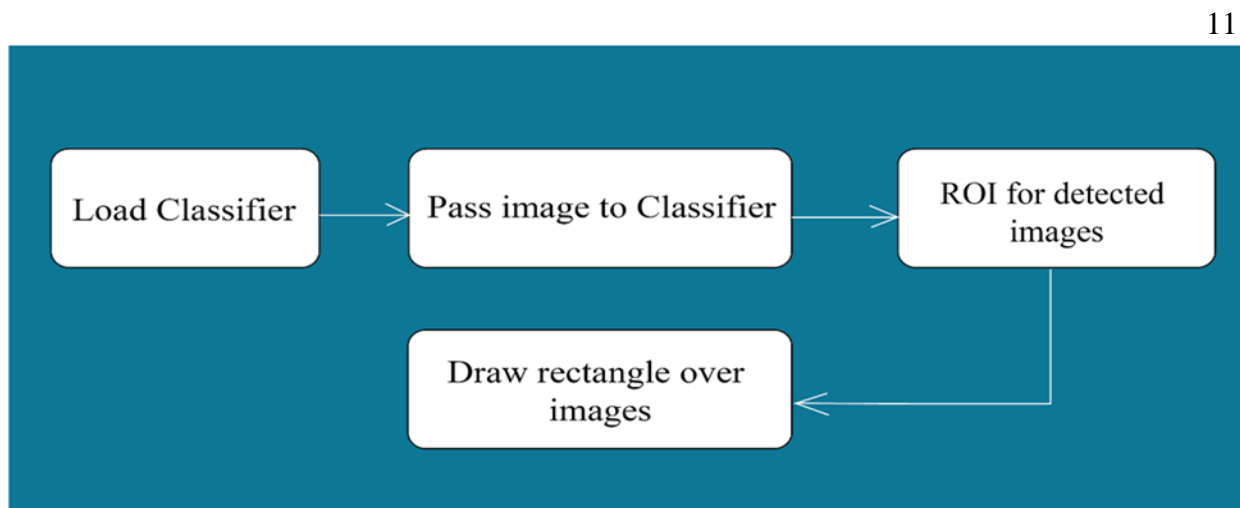 11
Load Classifier
Pass image to Classifier
ROI for detected
images
Draw rectangle over
images